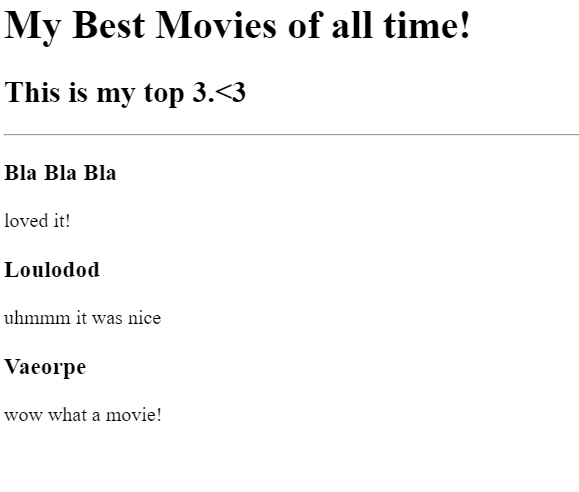 My Best Movies of all time!
This is my top 3.<3
Bla Bla Bla
loved it!
Loulodod
uhmmm it was nice
Vaeorpe
wow what a movie!